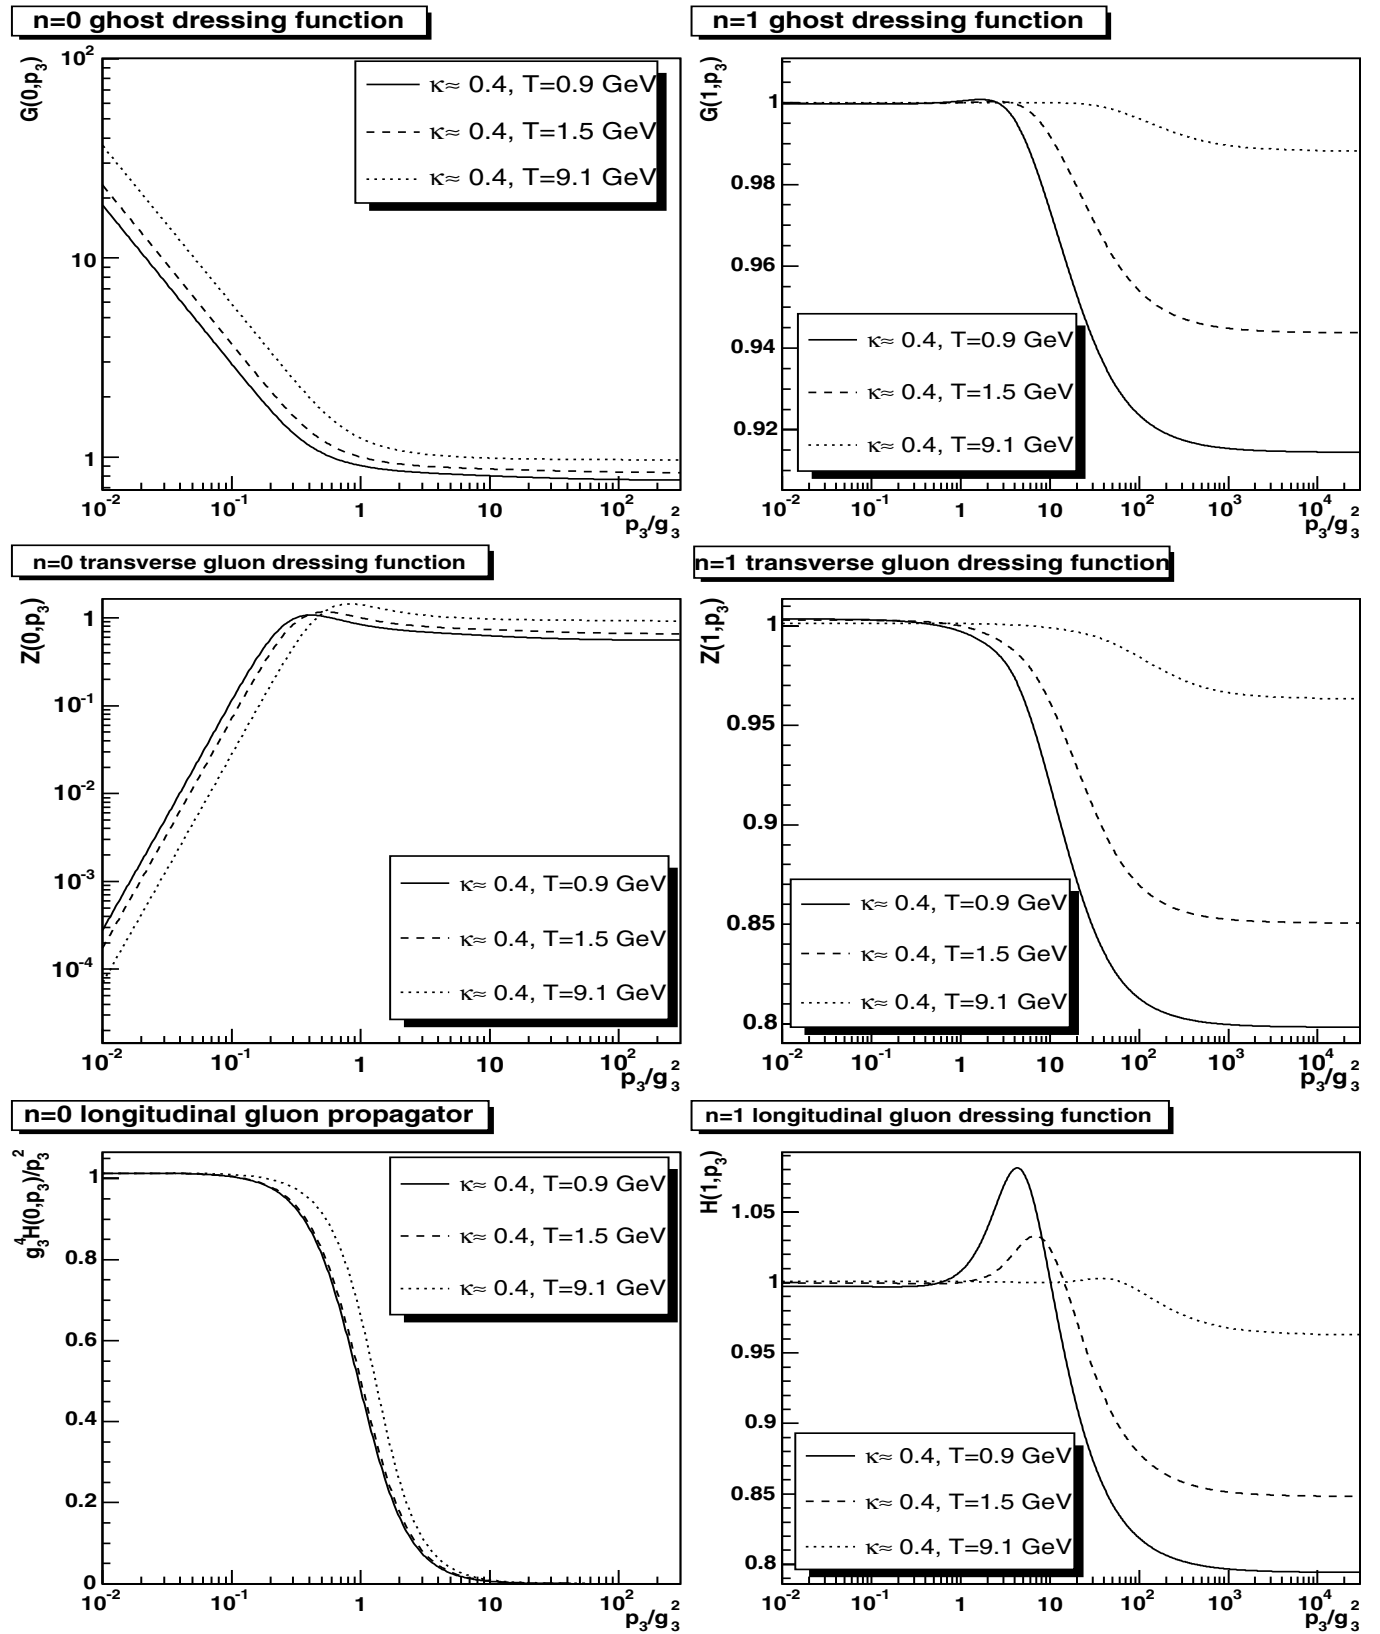 n=0 ghost dressing function
G(0,p₃)
10²
10
1
κ≈ 0.4, T=0.9 GeV
κ≈ 0.4, T=1.5 GeV
κ≈ 0.4, T=9.1 GeV
10⁻² 10⁻¹ 1 10 10²
p₃/g₃²
n=1 ghost dressing function
G(1,p₃)
1
0.98
0.96
0.94
0.92
κ≈ 0.4, T=0.9 GeV
κ≈ 0.4, T=1.5 GeV
κ≈ 0.4, T=9.1 GeV
10⁻² 10⁻¹ 1 10 10² 10³ 10⁴
p₃/g₃²
n=0 transverse gluon dressing function
Z(0,p₃)
1
10⁻¹
10⁻²
10⁻³
10⁻⁴
κ≈ 0.4, T=0.9 GeV
κ≈ 0.4, T=1.5 GeV
κ≈ 0.4, T=9.1 GeV
10⁻² 10⁻¹ 1 10 10²
p₃/g₃²
n=1 transverse gluon dressing function
Z(1,p₃)
1
0.95
0.9
0.85
0.8
κ≈ 0.4, T=0.9 GeV
κ≈ 0.4, T=1.5 GeV
κ≈ 0.4, T=9.1 GeV
10⁻² 10⁻¹ 1 10 10² 10³ 10⁴
p₃/g₃²
n=0 longitudinal gluon propagator
g₃⁴H(0,p₃)/p₃²
1
0.8
0.6
0.4
0.2
0
κ≈ 0.4, T=0.9 GeV
κ≈ 0.4, T=1.5 GeV
κ≈ 0.4, T=9.1 GeV
10⁻² 10⁻¹ 1 10 10²
p₃/g₃²
n=1 longitudinal gluon dressing function
H(1,p₃)
1.05
1
0.95
0.9
0.85
0.8
κ≈ 0.4, T=0.9 GeV
κ≈ 0.4, T=1.5 GeV
κ≈ 0.4, T=9.1 GeV
10⁻² 10⁻¹ 1 10 10² 10³ 10⁴
p₃/g₃²